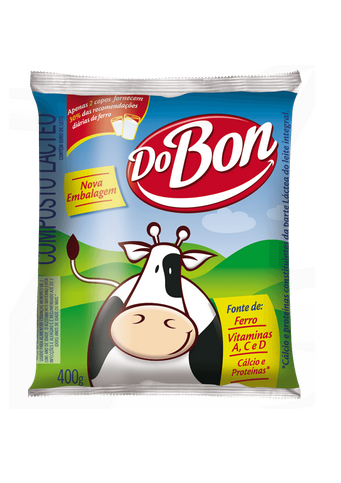 Apenas 2 copos fornecem
30% das recomendações
diárias de ferro
DoBon
Nova
Embalagem
COMPOSTO LÁCTEO
Fonte de:
Ferro
Vitaminas
A, C e D
Cálcio e
Proteínas*
*Cálcio e proteínas constituintes da parte Láctea do leite integral
400g